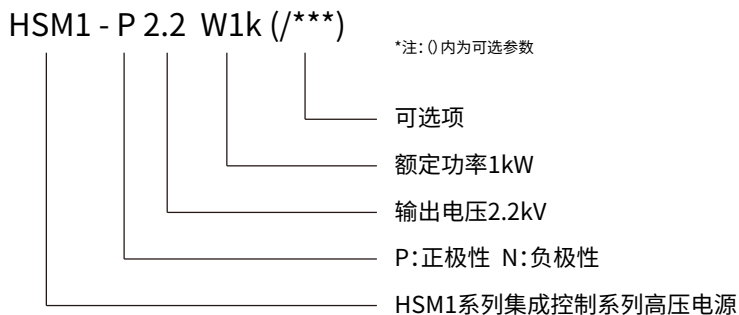 HSM1 - P 2.2 W1k (/***)
*注：() 内为可选参数
可选项
额定功率1kW
输出电压2.2kV
P：正极性 N：负极性
HSM1系列集成控制系列高压电源